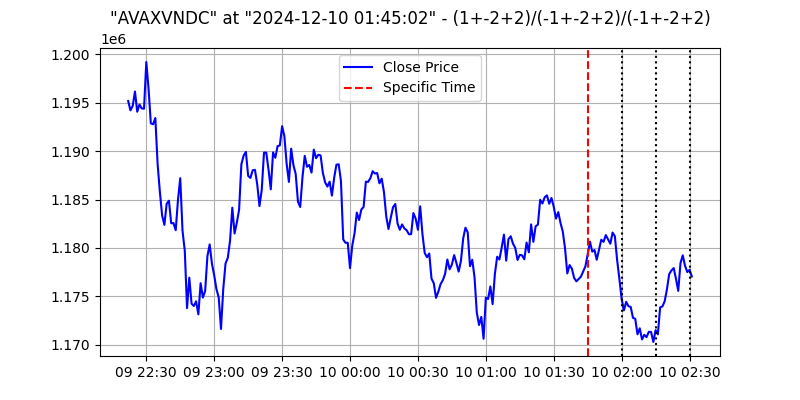 "AVAXVNDC" at "2024-12-10 01:45:02" - (1+-2+2)/(-1+-2+2)/(-1+-2+2)
1e6
Close Price
Specific Time
1.200
1.195
1.190
1.185
1.180
1.175
1.170
09 22:30 09 23:00 09 23:30 10 00:00 10 00:30 10 01:00 10 01:30 10 02:00 10 02:30